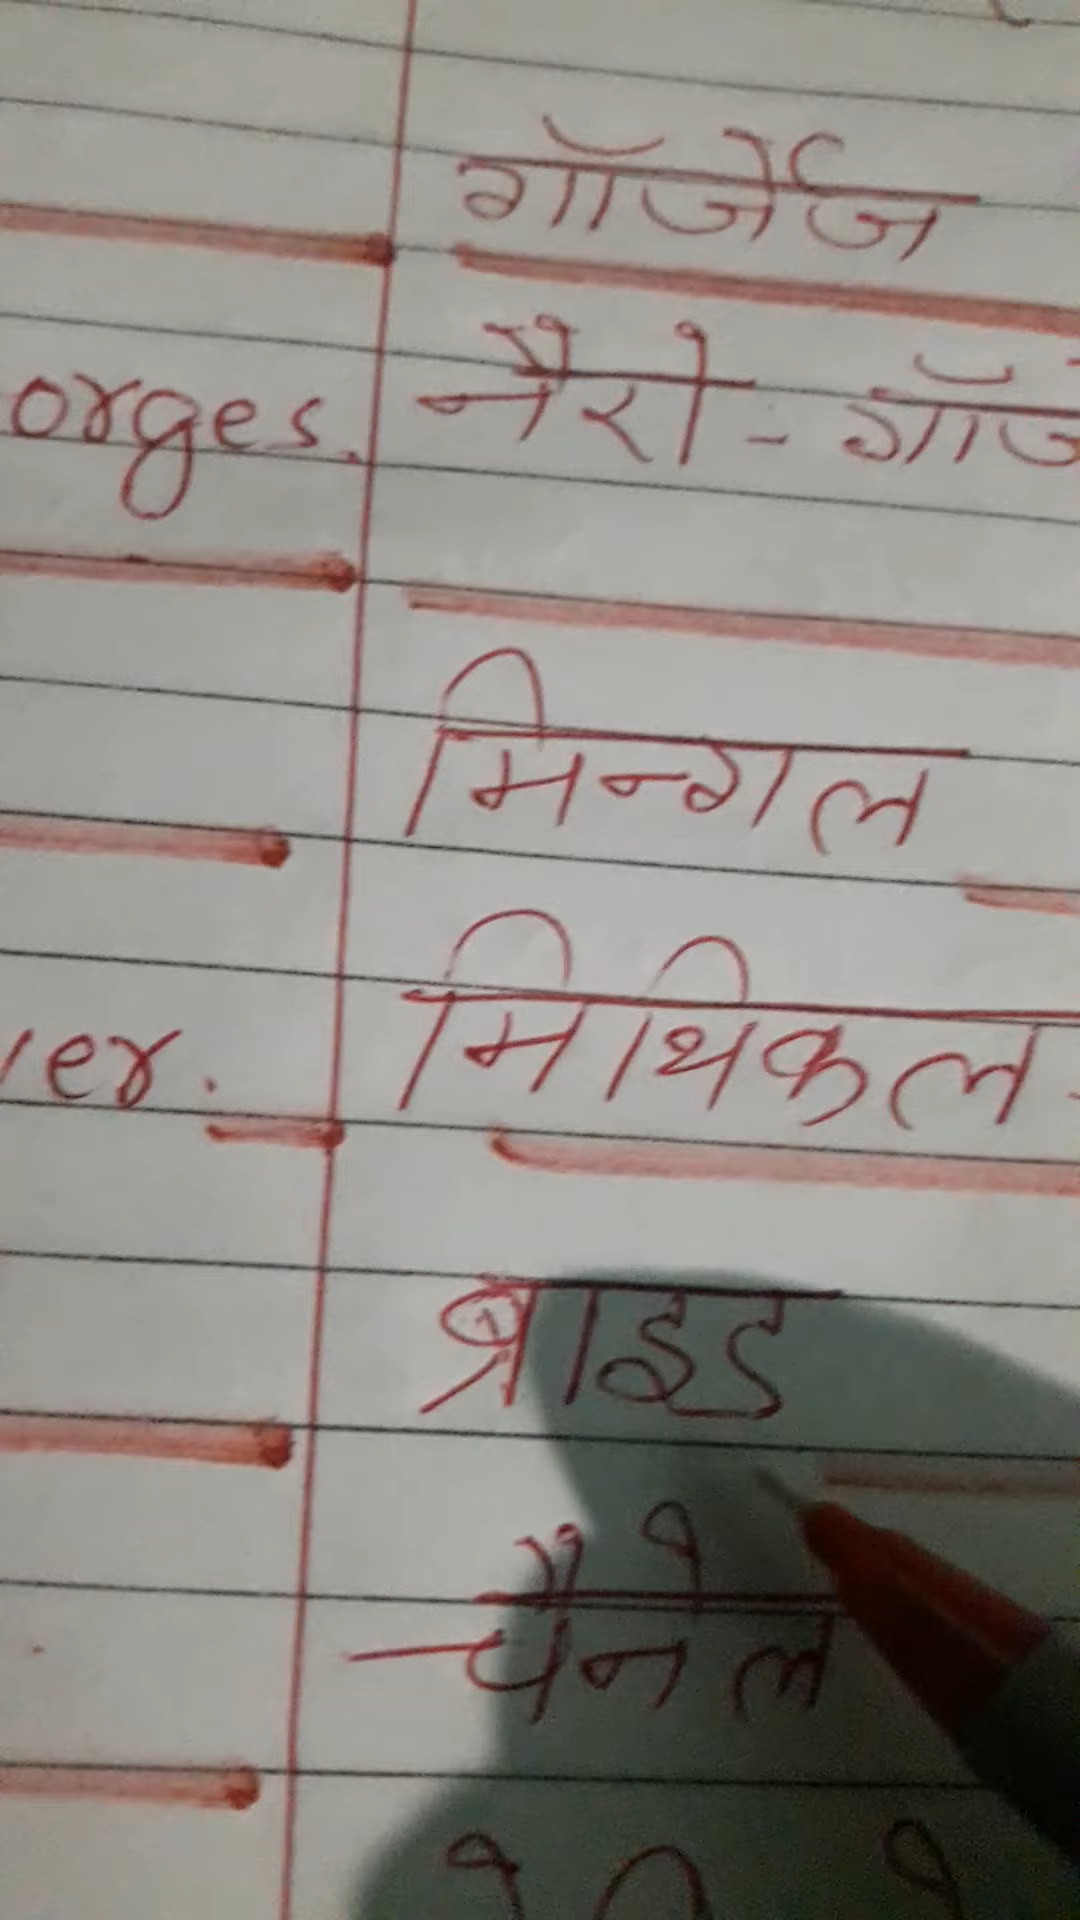 गॉर्जेज
orges. नैरो - गॉर्ज
मिन्गल
er. मिथिकल
ब्राइड
चैनेल